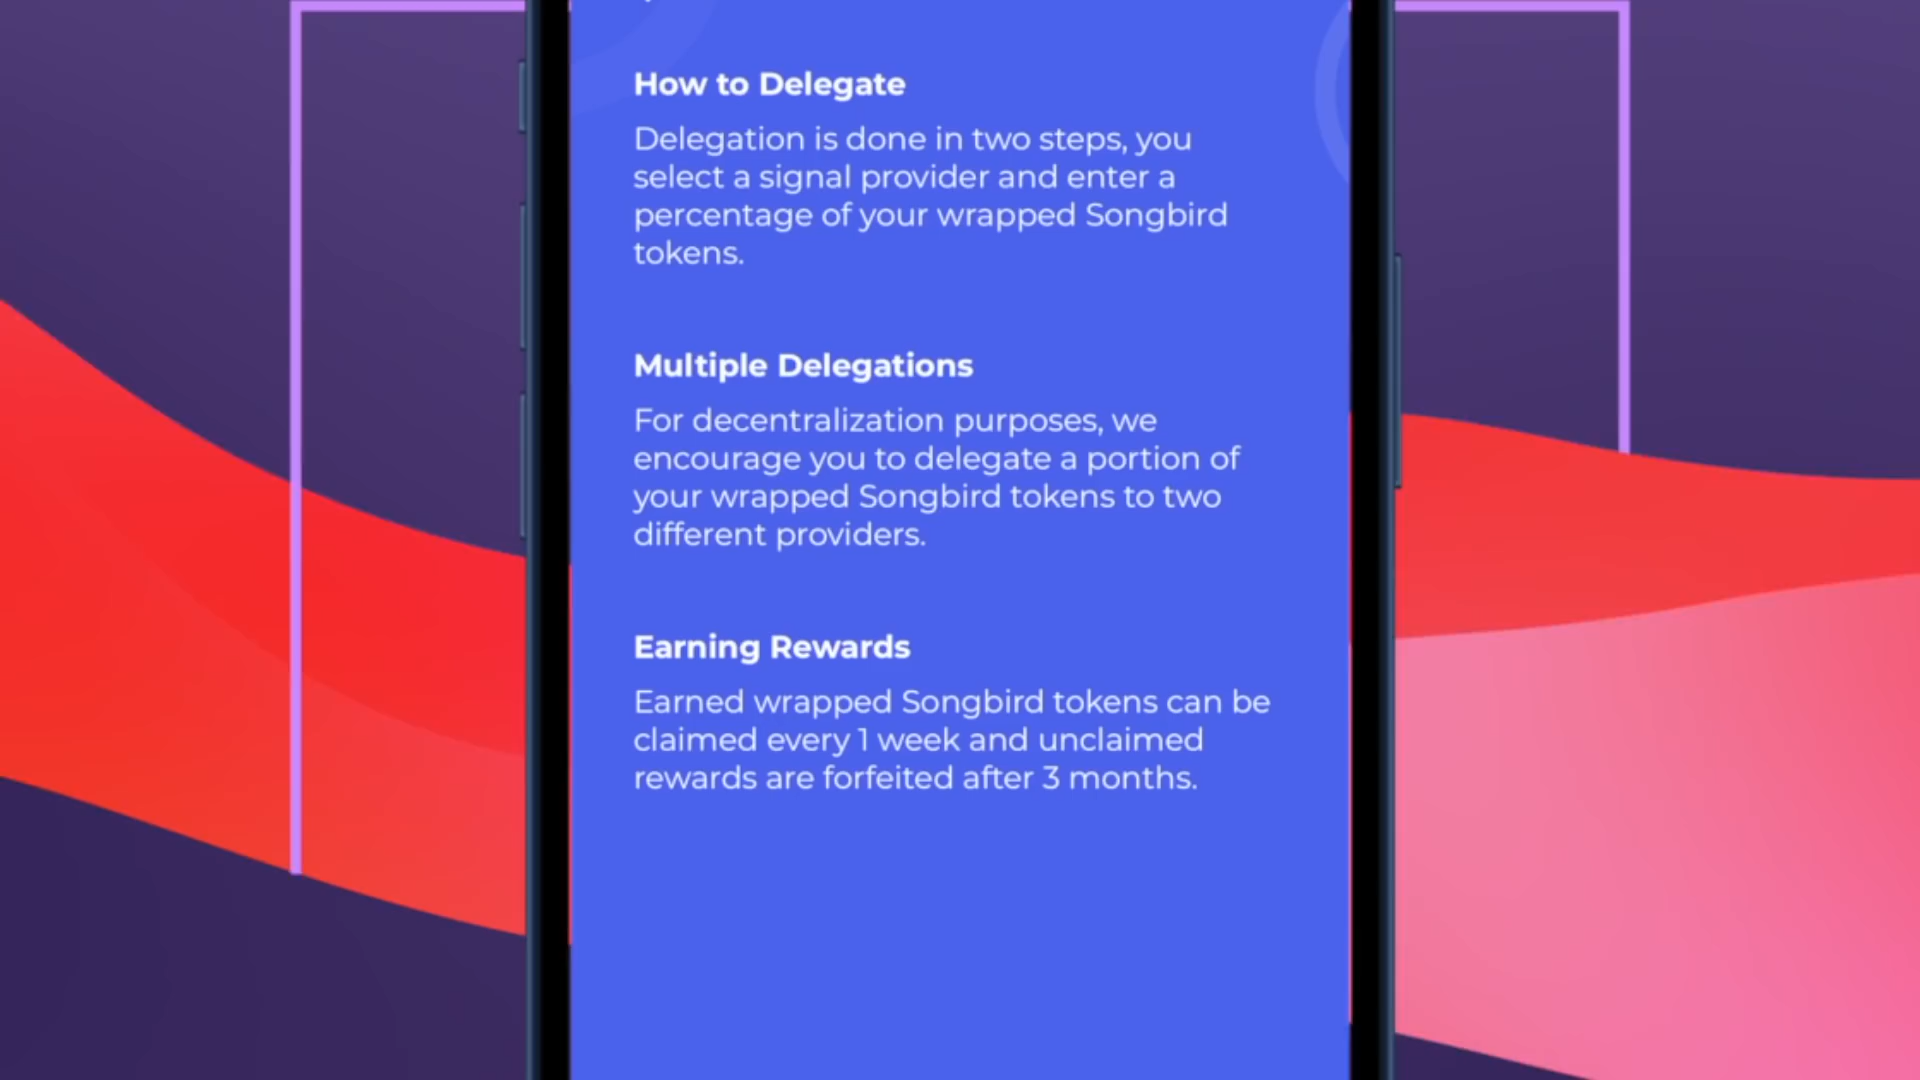 How to Delegate
Delegation is done in two steps, you
select a signal provider and enter a
percentage of your wrapped Songbird
tokens.
Multiple Delegations
For decentralization purposes, we
encourage you to delegate a portion of
your wrapped Songbird tokens to two
different providers.
Earning Rewards
Earned wrapped Songbird tokens can be
claimed every 1 week and unclaimed
rewards are forfeited after 3 months.